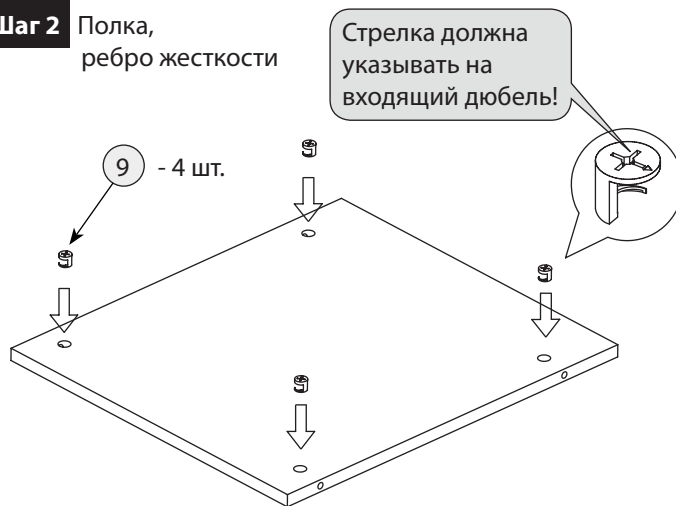 Шаг 2 Полка,
ребро жесткости
Стрелка должна
указывать на
входящий дюбель!
9 - 4 шт.